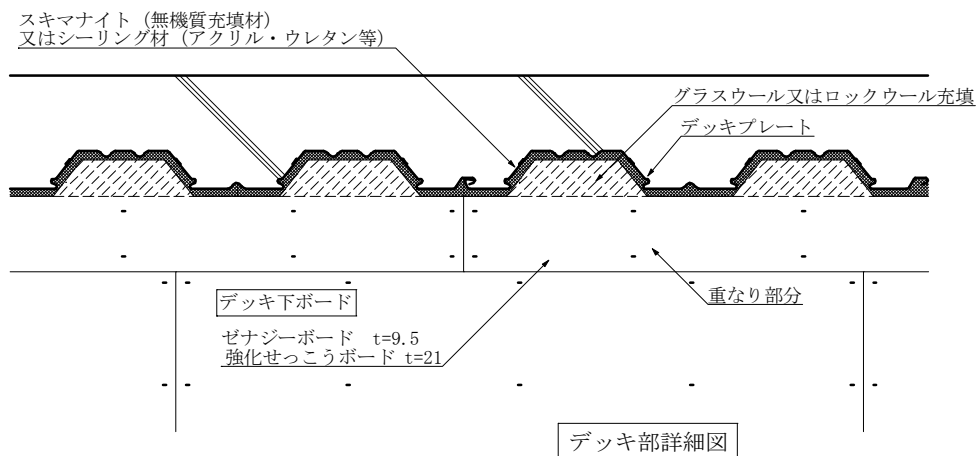 スキマナイト（無機質充填材）
又はシーリング材（アクリル・ウレタン等）
グラスウール又はロックウール充填
デッキプレート
重なり部分
デッキ下ボード
ゼナジーボード　t=9.5
強化せっこうボード t=21
デッキ部詳細図